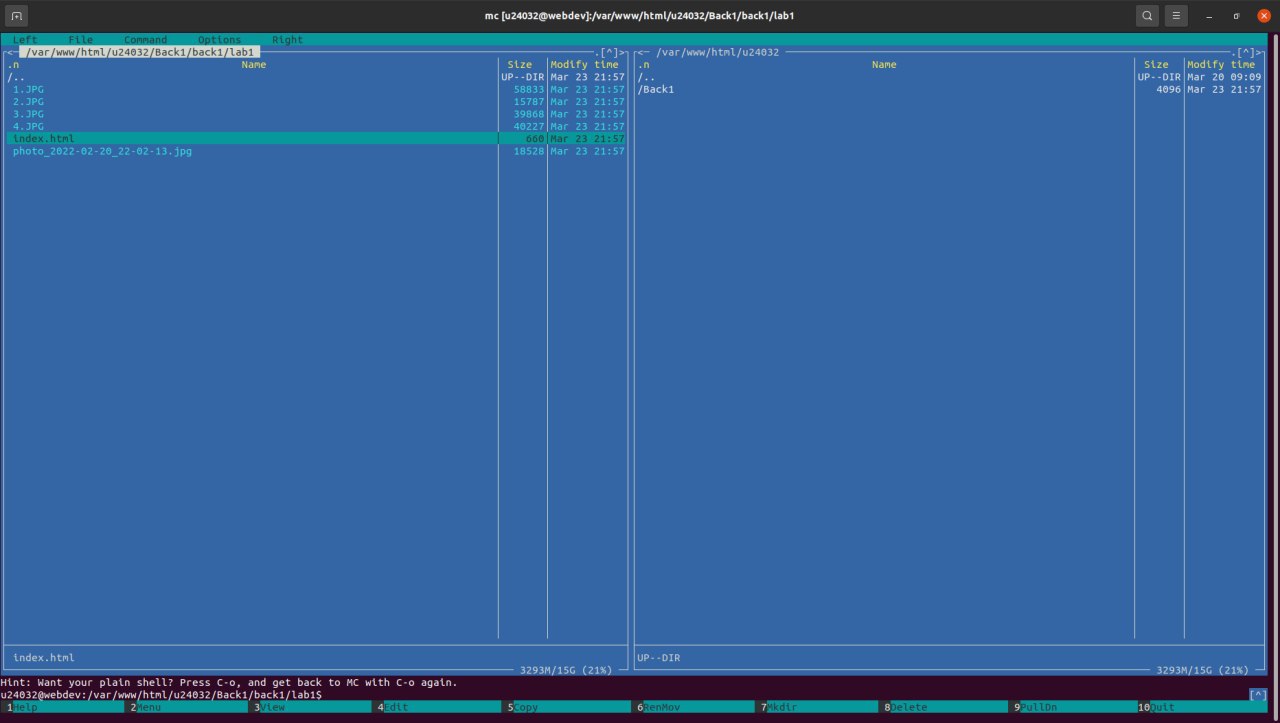 mc [u24032@webdev]:/var/www/html/u24032/Back1/back1/lab1
Left File Command Options Right
<─ /var/www/html/u24032/Back1/back1/lab1 .[^]>
.n Name Size Modify time
/.. UP--DIR Mar 23 21:57
1.JPG 58833 Mar 23 21:57
2.JPG 15787 Mar 23 21:57
3.JPG 39868 Mar 23 21:57
4.JPG 40227 Mar 23 21:57
index.html 660 Mar 23 21:57
photo_2022-02-20_22-02-13.jpg 18528 Mar 23 21:57
index.html
3293M/15G (21%)
<─ /var/www/html/u24032 .[^]>
.n Name Size Modify time
/.. UP--DIR Mar 20 09:09
/Back1 4096 Mar 23 21:57
UP--DIR
3293M/15G (21%)
Hint: Want your plain shell? Press C-o, and get back to MC with C-o again.
u24032@webdev:/var/www/html/u24032/Back1/back1/lab1$ [^]
1Help 2Menu 3View 4Edit 5Copy 6RenMov 7Mkdir 8Delete 9PullDn 10Quit